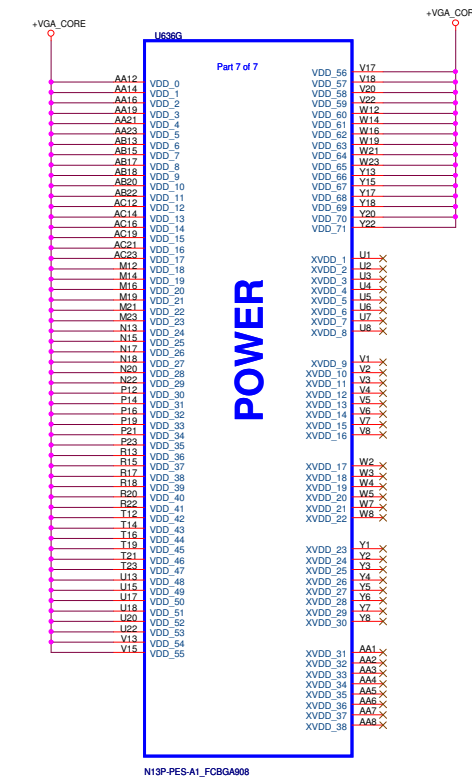 +VGA_CORE
+VGA_COR
U636G
Part 7 of 7
AA12 VDD_0
AA14 VDD_1
AA16 VDD_2
AA19 VDD_3
AA21 VDD_4
AA23 VDD_5
AB13 VDD_6
AB15 VDD_7
AB17 VDD_8
AB18 VDD_9
AB20 VDD_10
AB22 VDD_11
AC12 VDD_12
AC14 VDD_13
AC16 VDD_14
AC19 VDD_15
AC21 VDD_16
AC23 VDD_17
M12 VDD_18
M14 VDD_19
M16 VDD_20
M19 VDD_21
M21 VDD_22
M23 VDD_23
N13 VDD_24
N15 VDD_25
N17 VDD_26
N18 VDD_27
N20 VDD_28
N22 VDD_29
P12 VDD_30
P14 VDD_31
P16 VDD_32
P19 VDD_33
P21 VDD_34
P23 VDD_35
R13 VDD_36
R15 VDD_37
R17 VDD_38
R18 VDD_39
R20 VDD_40
R22 VDD_41
T12 VDD_42
T14 VDD_43
T16 VDD_44
T19 VDD_45
T21 VDD_46
T23 VDD_47
U13 VDD_48
U15 VDD_49
U17 VDD_50
U18 VDD_51
U20 VDD_52
U22 VDD_53
V13 VDD_54
V15 VDD_55
POWER
VDD_56 V17
VDD_57 V18
VDD_58 V20
VDD_59 V22
VDD_60 W12
VDD_61 W14
VDD_62 W16
VDD_63 W19
VDD_64 W21
VDD_65 W23
VDD_66 Y13
VDD_67 Y15
VDD_68 Y17
VDD_69 Y18
VDD_70 Y20
VDD_71 Y22
XVDD_1 U1
XVDD_2 U2
XVDD_3 U3
XVDD_4 U4
XVDD_5 U5
XVDD_6 U6
XVDD_7 U7
XVDD_8 U8
XVDD_9 V1
XVDD_10 V2
XVDD_11 V3
XVDD_12 V4
XVDD_13 V5
XVDD_14 V6
XVDD_15 V7
XVDD_16 V8
XVDD_17 W2
XVDD_18 W3
XVDD_19 W4
XVDD_20 W5
XVDD_21 W7
XVDD_22 W8
XVDD_23 Y1
XVDD_24 Y2
XVDD_25 Y3
XVDD_26 Y4
XVDD_27 Y5
XVDD_28 Y6
XVDD_29 Y7
XVDD_30 Y8
XVDD_31 AA1
XVDD_32 AA2
XVDD_33 AA3
XVDD_34 AA4
XVDD_35 AA5
XVDD_36 AA6
XVDD_37 AA7
XVDD_38 AA8
N13P-PES-A1_FCBGA908